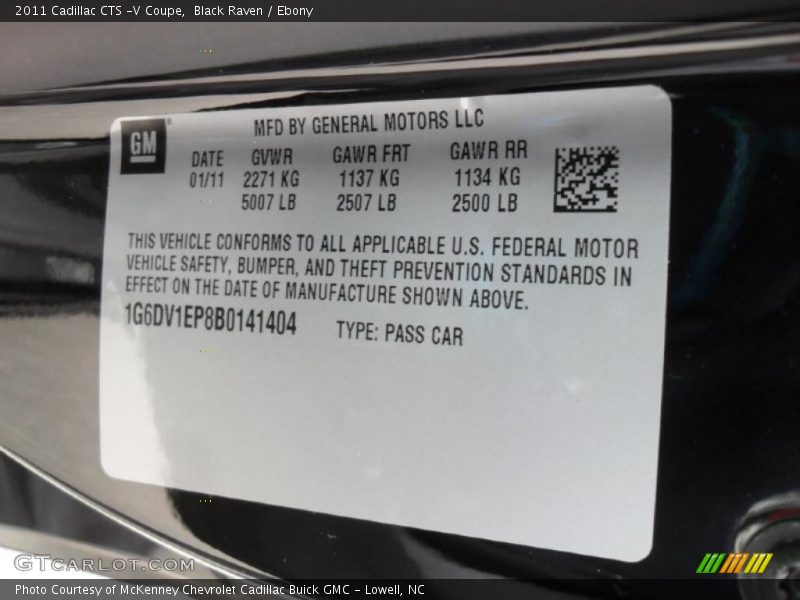 2011 Cadillac CTS -V Coupe, Black Raven / Ebony
GM
MFD BY GENERAL MOTORS LLC
DATE GVWR GAWR FRT GAWR RR
01/11 2271 KG 1137 KG 1134 KG
5007 LB 2507 LB 2500 LB
THIS VEHICLE CONFORMS TO ALL APPLICABLE U.S. FEDERAL MOTOR
VEHICLE SAFETY, BUMPER, AND THEFT PREVENTION STANDARDS IN
EFFECT ON THE DATE OF MANUFACTURE SHOWN ABOVE.
1G6DV1EP8B0141404 TYPE: PASS CAR
GTCARLOT.COM
Photo Courtesy of McKenney Chevrolet Cadillac Buick GMC - Lowell, NC